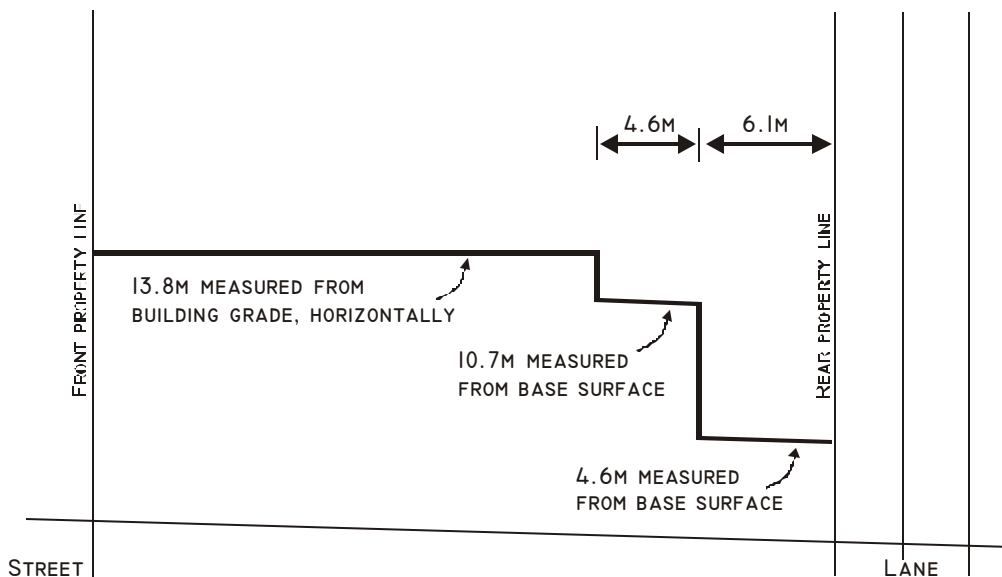 4.6M
6.1M
FRONT PROPERTY LINE
REAR PROPERTY LINE
13.8M MEASURED FROM
BUILDING GRADE, HORIZONTALLY
10.7M MEASURED
FROM BASE SURFACE
4.6M MEASURED
FROM BASE SURFACE
STREET
LANE